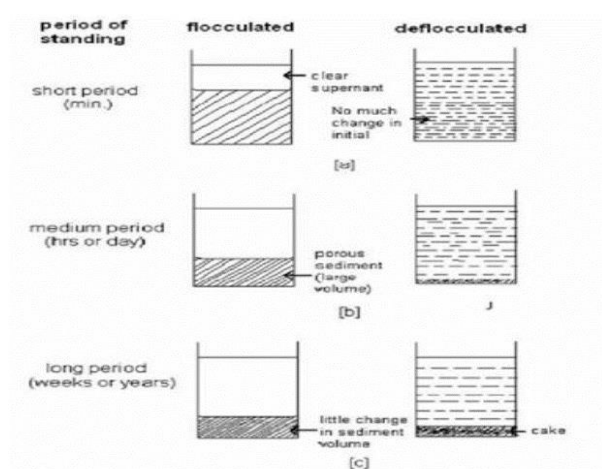 period of
standing
flocculated
deflocculated
short period
(min.)
clear
supernant
No much
change in
initial
[a]
medium period
(hrs or day)
porous
sediment
(large
volume)
[b]
J
long period
(weeks or years)
little change
in sediment
volume
cake
[c]